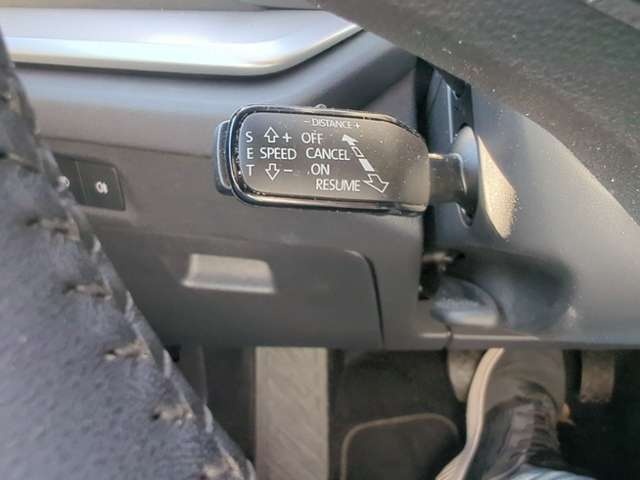 - DISTANCE +
S + OFF
E SPEED CANCEL
T - ON
RESUME